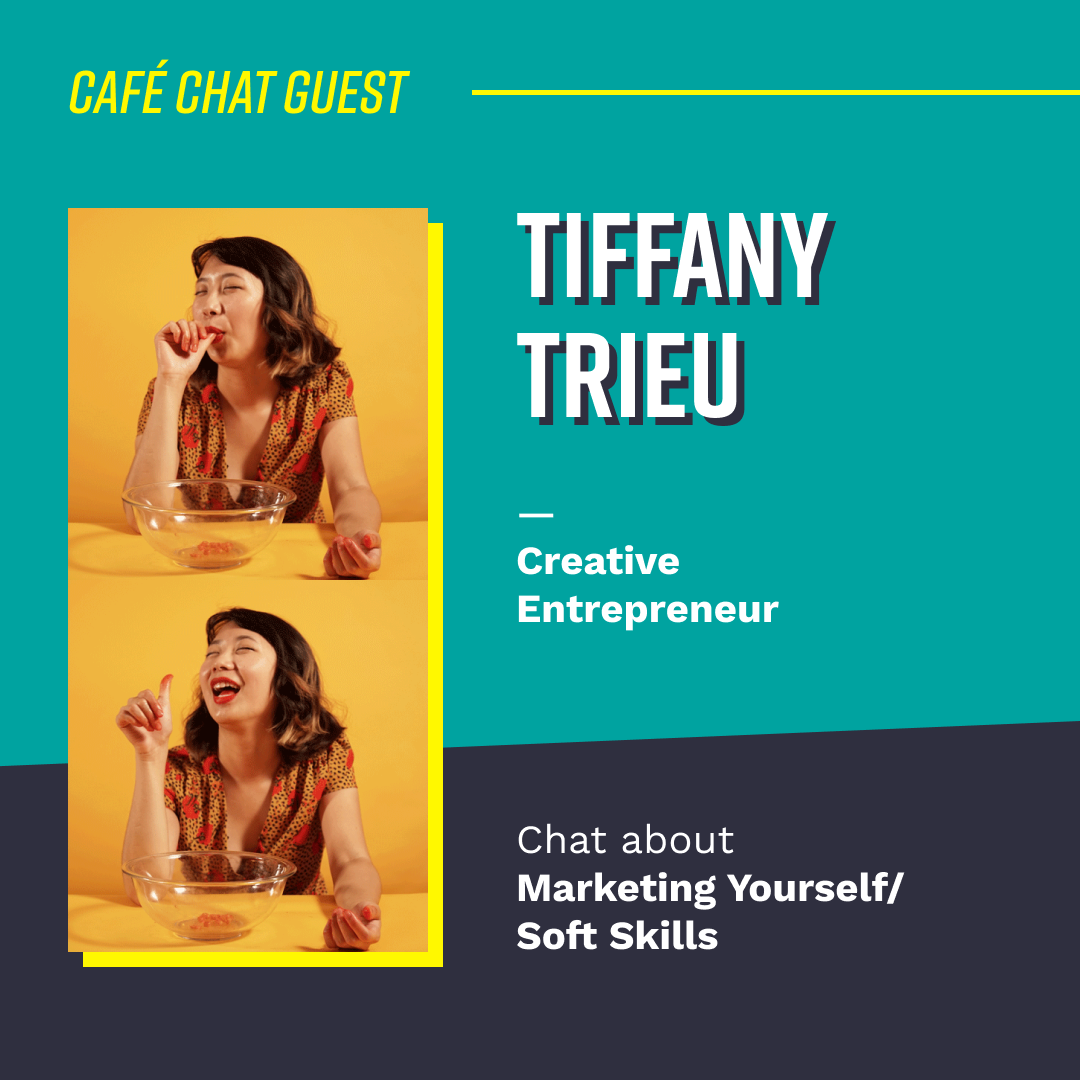 CAFÉ CHAT GUEST
TIFFANY
TRIEU
—
Creative
Entrepreneur
Chat about
Marketing Yourself/
Soft Skills